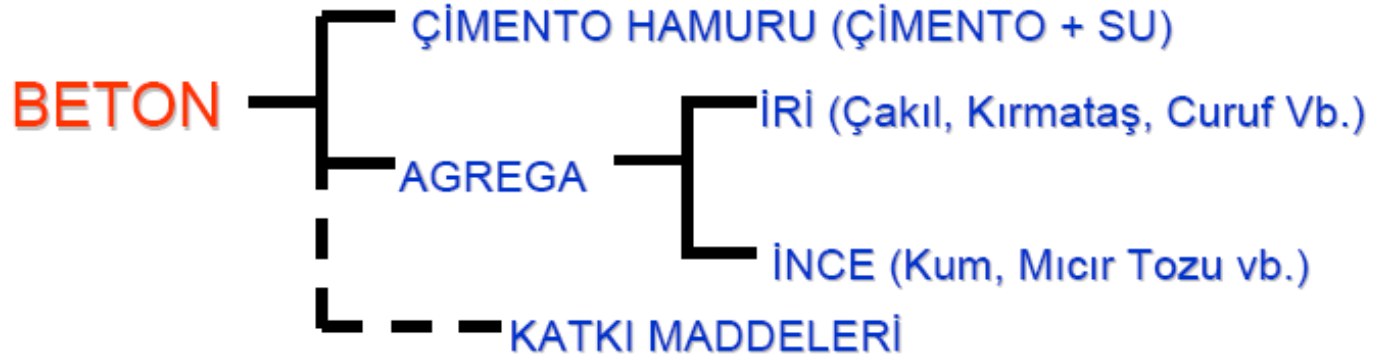 ÇİMENTO HAMURU (ÇİMENTO + SU)
BETON
İRİ (Çakıl, Kırmataş, Curuf Vb.)
AGREGA
İNCE (Kum, Mıcır Tozu vb.)
KATKI MADDELERİ